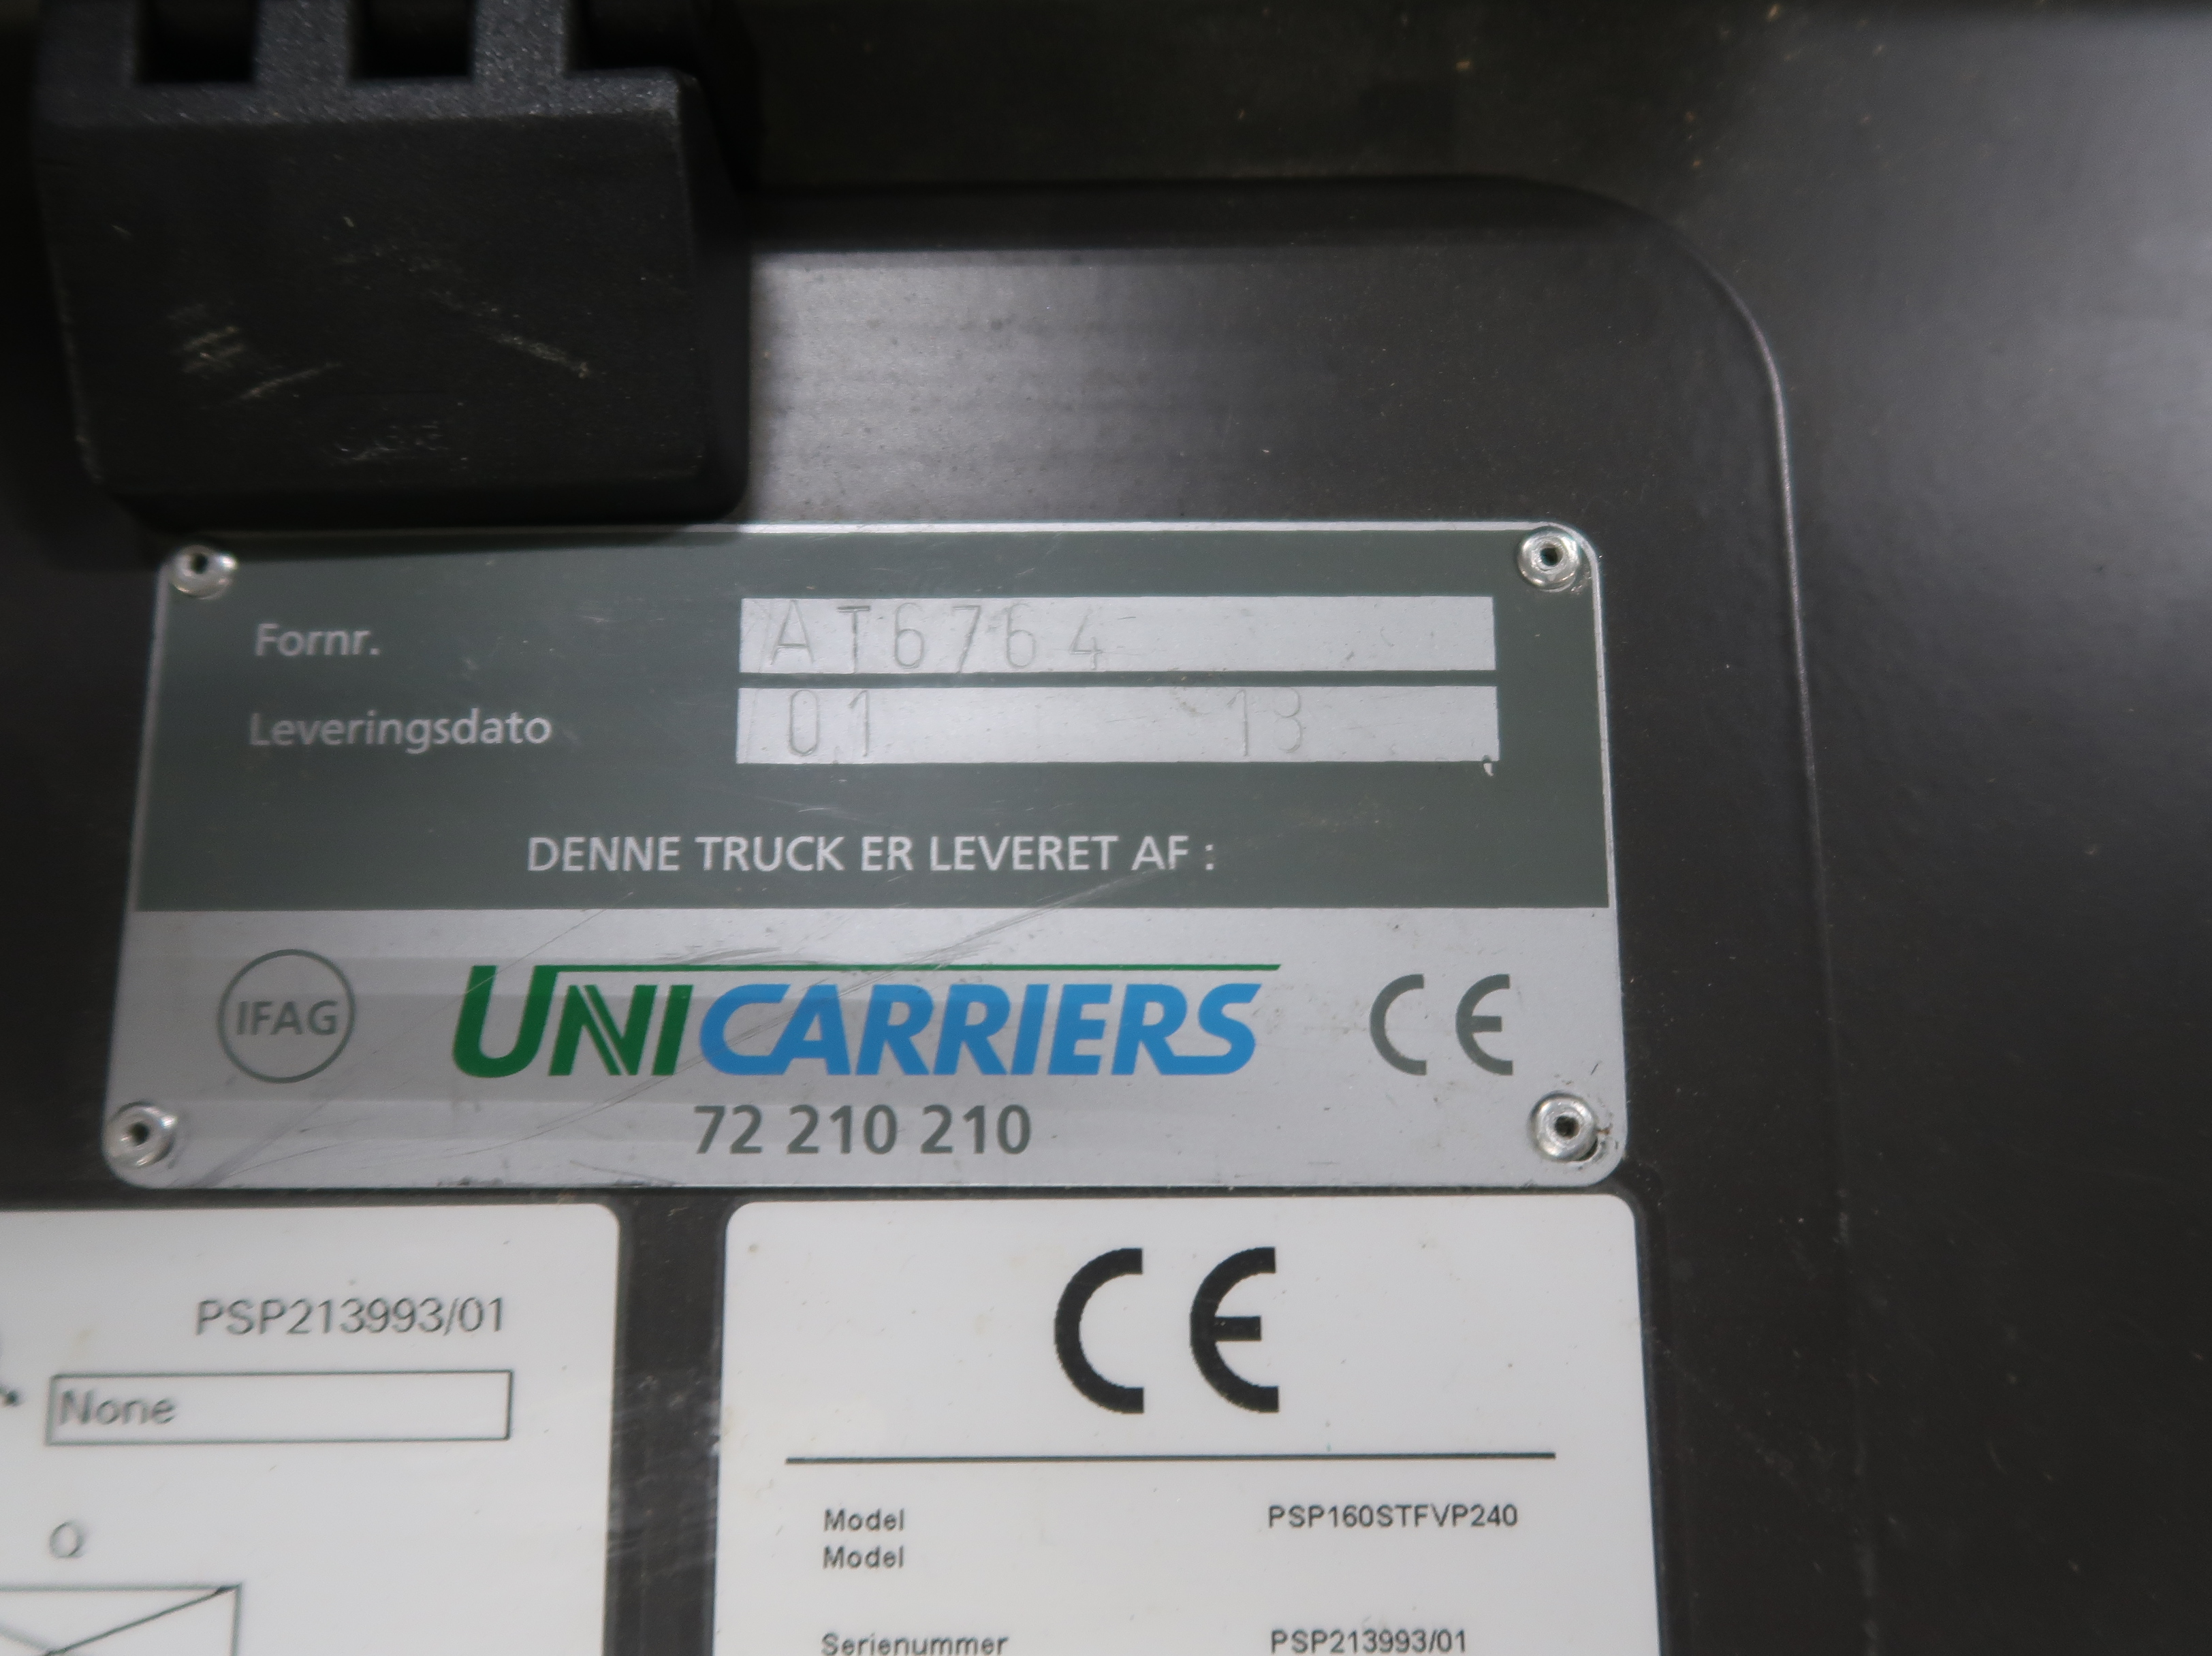 Fornr. AT6764
Leveringsdato 01 13
DENNE TRUCK ER LEVERET AF :
IFAG UNICARRIERS CE
72 210 210
PSP213993/01
None
Q
CE
Model PSP160STFVP240
Model
Serienummer PSP213993/01